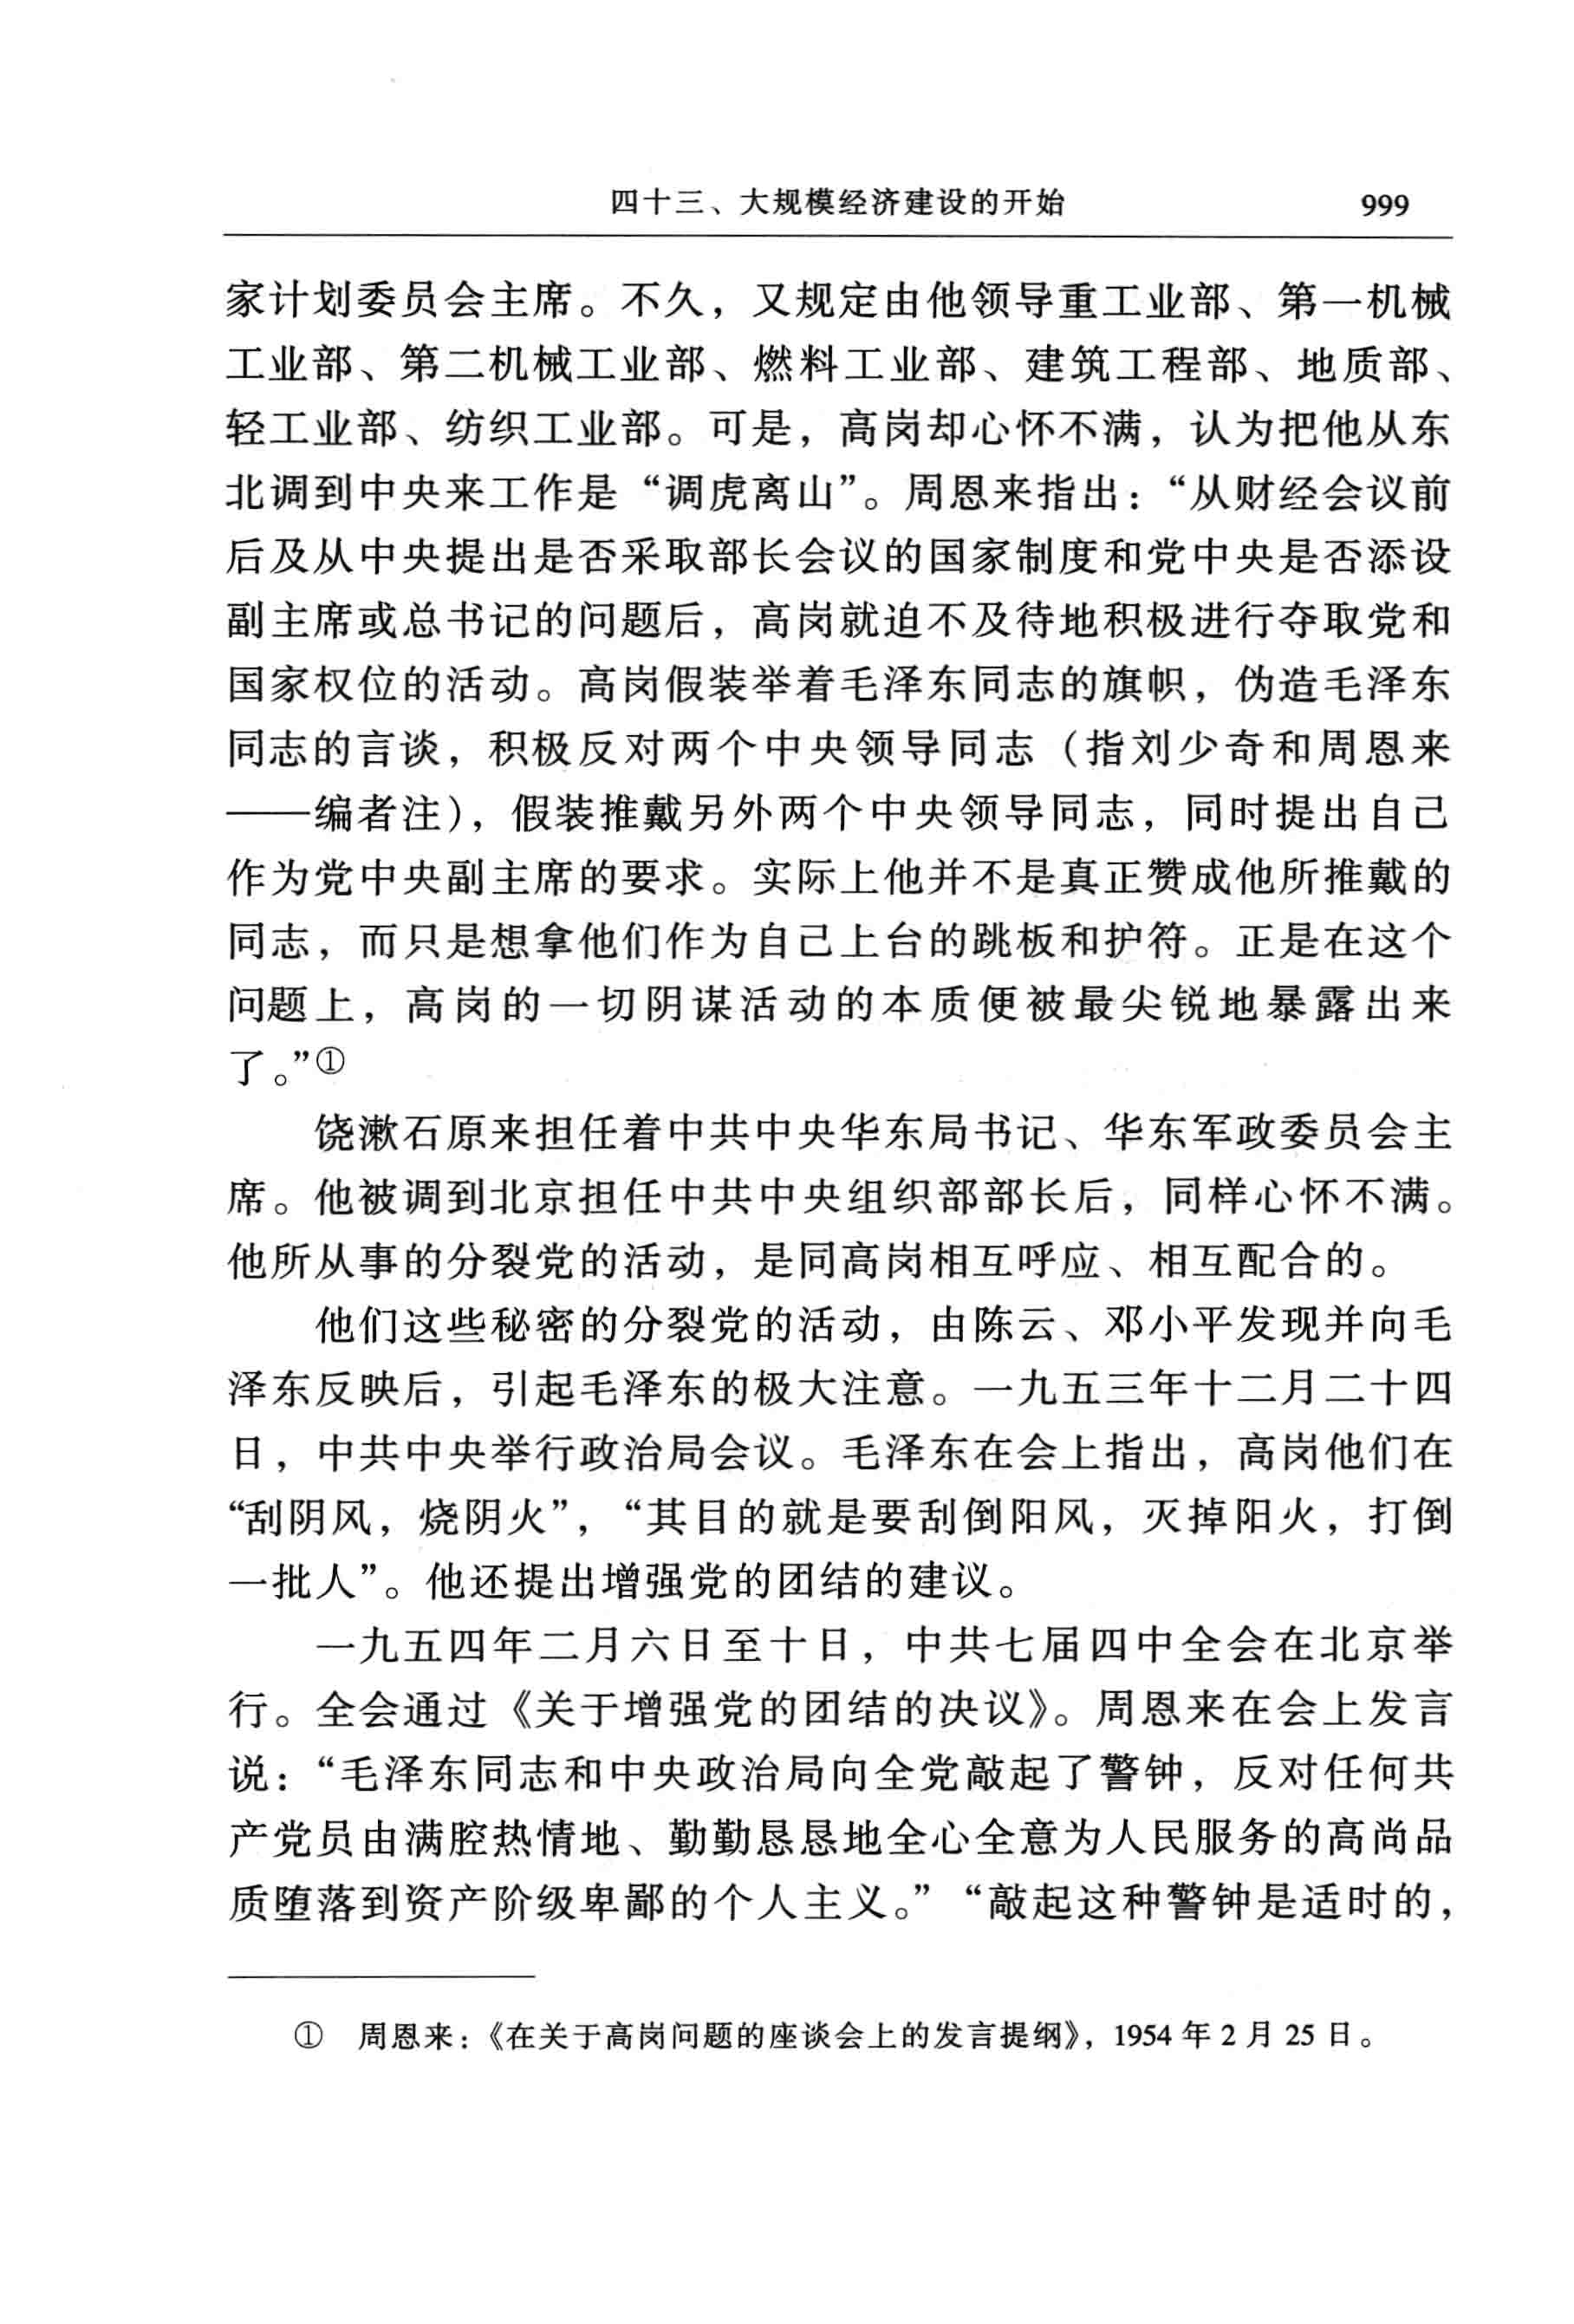 四十三、大规模经济建设的开始 999
家计划委员会主席。不久，又规定由他领导重工业部、第一机械
工业部、第二机械工业部、燃料工业部、建筑工程部、地质部、
轻工业部、纺织工业部。可是，高岗却心怀不满，认为把他从东
北调到中央来工作是“调虎离山”。周恩来指出：“从财经会议前
后及从中央提出是否采取部长会议的国家制度和党中央是否添设
副主席或总书记的问题后，高岗就迫不及待地积极进行夺取党和
国家权位的活动。高岗假装举着毛泽东同志的旗帜，伪造毛泽东
同志的言谈，积极反对两个中央领导同志（指刘少奇和周恩来
——编者注），假装推戴另外两个中央领导同志，同时提出自己
作为党中央副主席的要求。实际上他并不是真正赞成他所推戴的
同志，而只是想拿他们作为自己上台的跳板和护符。正是在这个
问题上，高岗的一切阴谋活动的本质便被最尖锐地暴露出来
了。”①
饶漱石原来担任着中共中央华东局书记、华东军政委员会主
席。他被调到北京担任中共中央组织部部长后，同样心怀不满。
他所从事的分裂党的活动，是同高岗相互呼应、相互配合的。
他们这些秘密的分裂党的活动，由陈云、邓小平发现并向毛
泽东反映后，引起毛泽东的极大注意。一九五三年十二月二十四
日，中共中央举行政治局会议。毛泽东在会上指出，高岗他们在
“刮阴风，烧阴火”，“其目的就是要刮倒阳风，灭掉阳火，打倒
一批人”。他还提出增强党的团结的建议。
一九五四年二月六日至十日，中共七届四中全会在北京举
行。全会通过《关于增强党的团结的决议》。周恩来在会上发言
说：“毛泽东同志和中央政治局向全党敲起了警钟，反对任何共
产党员由满腔热情地、勤勤恳恳地全心全意为人民服务的高尚品
质堕落到资产阶级卑鄙的个人主义。”“敲起这种警钟是适时的，
① 周恩来：《在关于高岗问题的座谈会上的发言提纲》，1954 年 2 月 25 日。